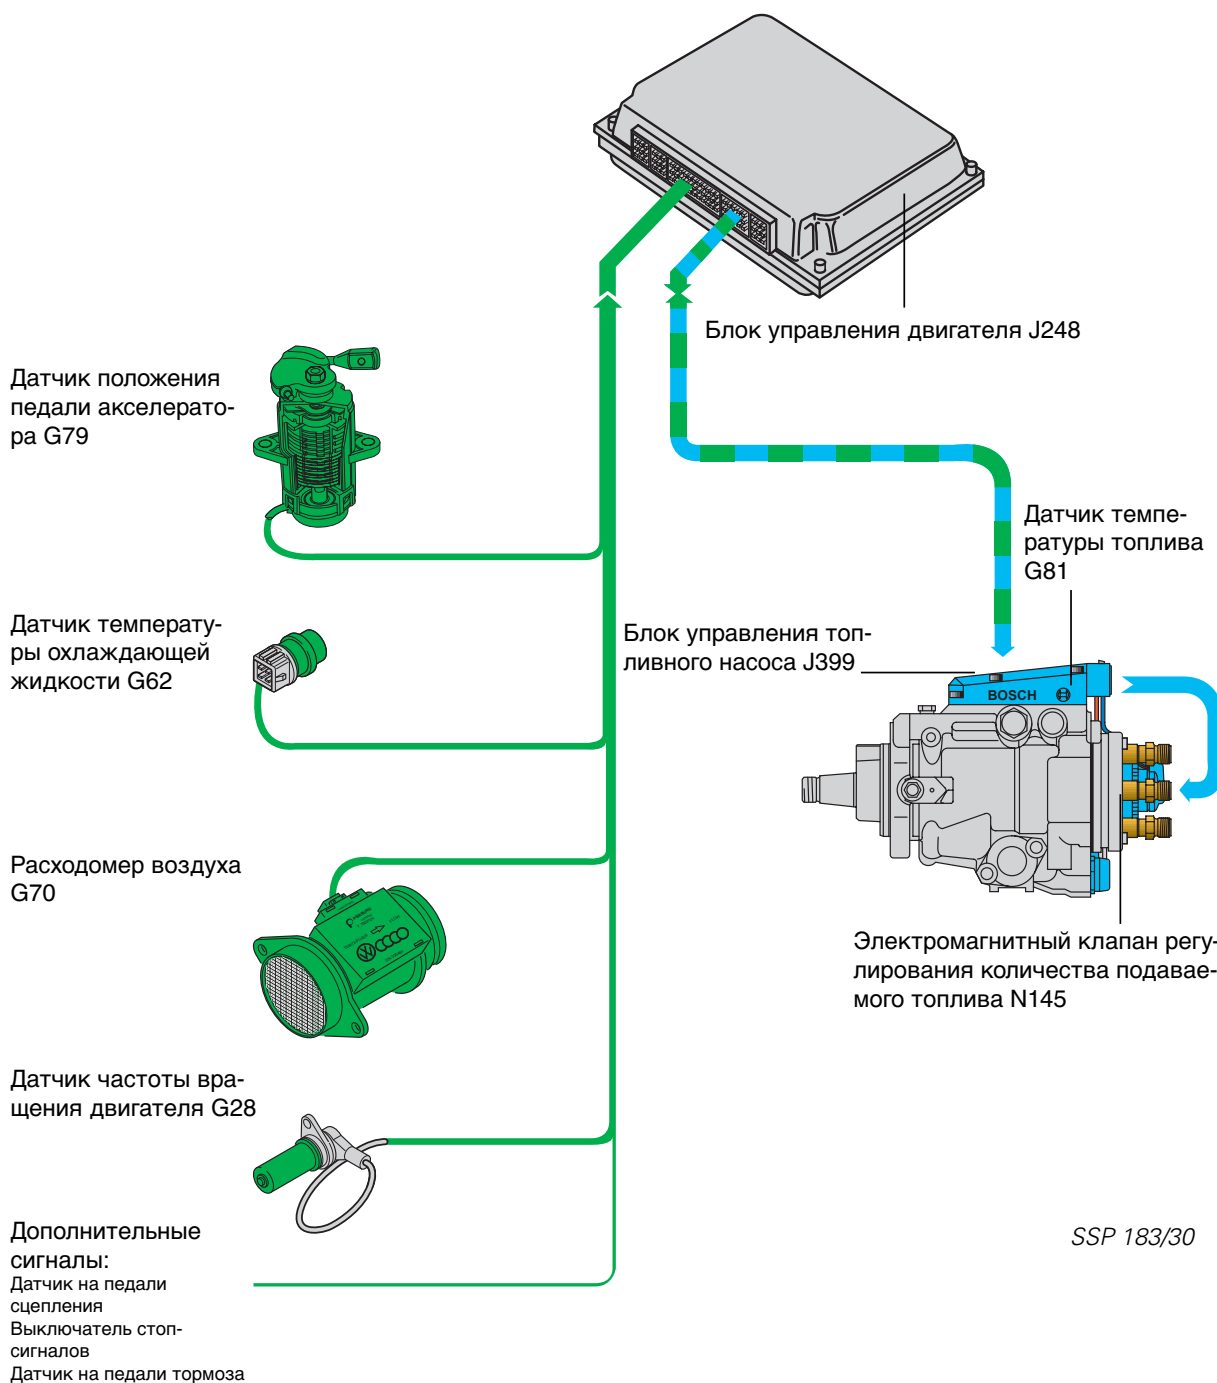 Блок управления двигателя J248
Датчик положения
педали акселерато-
ра G79
Датчик темпе-
ратуры топлива
G81
Датчик температу-
ры охлаждающей
жидкости G62
Блок управления топ-
ливного насоса J399
BOSCH
Расходомер воздуха
G70
Электромагнитный клапан регу-
лирования количества подавае-
мого топлива N145
Датчик частоты вра-
щения двигателя G28
Дополнительные
сигналы:
Датчик на педали
сцепления
Выключатель стоп-
сигналов
Датчик на педали тормоза
SSP 183/30